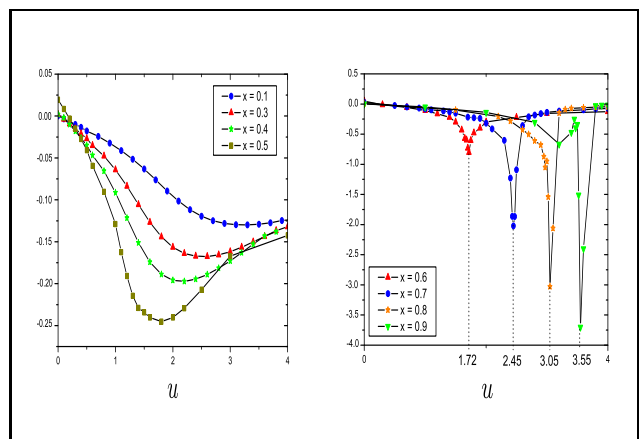 0.05
0.00
-0.05
-0.10
-0.15
-0.20
-0.25
0 1 2 3 4
x = 0.1
x = 0.3
x = 0.4
x = 0.5
u
0.5
0.0
-0.5
-1.0
-1.5
-2.0
-2.5
-3.0
-3.5
-4.0
0 1.72 2.45 3.05 3.55 4
x = 0.6
x = 0.7
x = 0.8
x = 0.9
u